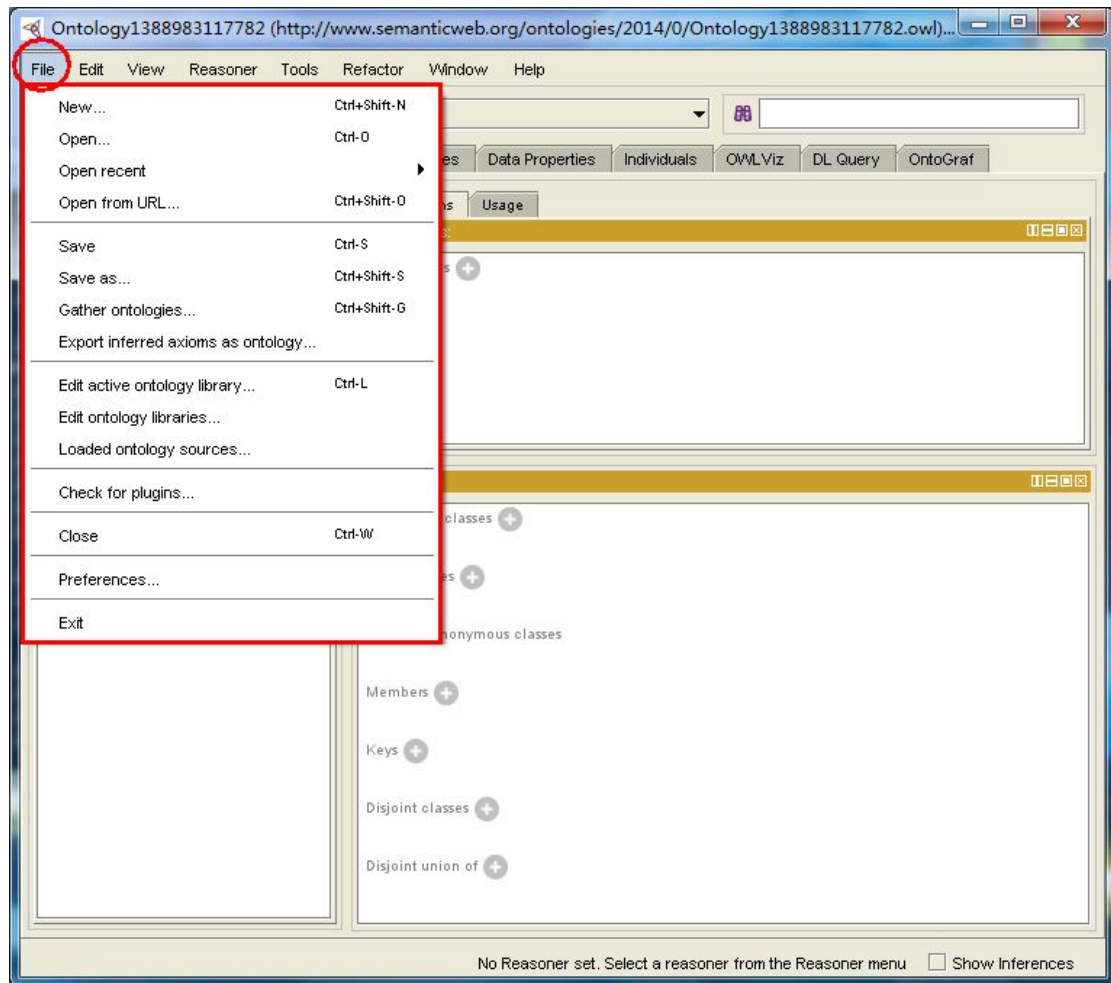 Ontology1388983117782 (http://www.semanticweb.org/ontologies/2014/0/Ontology1388983117782.owl)...
File Edit View Reasoner Tools Refactor Window Help
New... Ctrl+Shift-N
Open... Ctrl-O
Open recent
Open from URL... Ctrl+Shift-O
Save Ctrl-S
Save as... Ctrl+Shift-S
Gather ontologies... Ctrl+Shift-G
Export inferred axioms as ontology...
Edit active ontology library... Ctrl-L
Edit ontology libraries...
Loaded ontology sources...
Check for plugins...
Close Ctrl-W
Preferences...
Exit
es Data Properties Individuals OWLViz DL Query OntoGraf
ns Usage
s
classes
es
nonymous classes
Members
Keys
Disjoint classes
Disjoint union of
No Reasoner set. Select a reasoner from the Reasoner menu Show Inferences